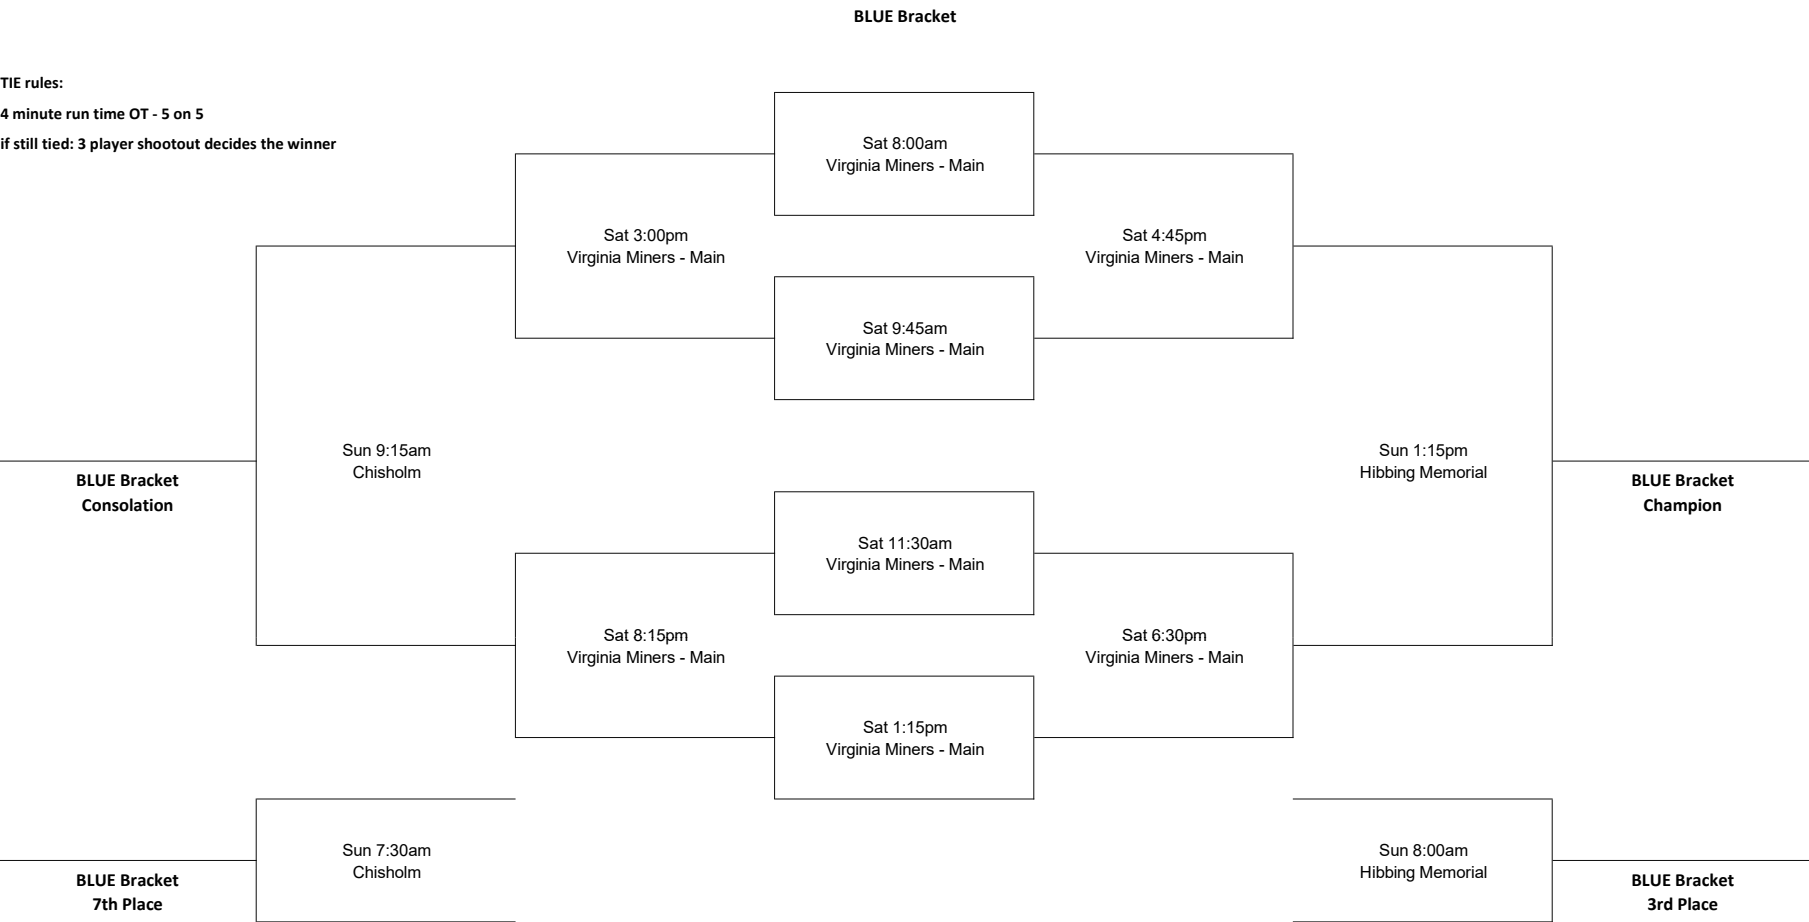 BLUE Bracket
TIE rules:
4 minute run time OT - 5 on 5
if still tied: 3 player shootout decides the winner
Sat 8:00am
Virginia Miners - Main
Sat 3:00pm
Virginia Miners - Main
Sat 4:45pm
Virginia Miners - Main
Sat 9:45am
Virginia Miners - Main
Sun 9:15am
Chisholm
Sun 1:15pm
Hibbing Memorial
BLUE Bracket
Consolation
BLUE Bracket
Champion
Sat 11:30am
Virginia Miners - Main
Sat 8:15pm
Virginia Miners - Main
Sat 6:30pm
Virginia Miners - Main
Sat 1:15pm
Virginia Miners - Main
Sun 7:30am
Chisholm
Sun 8:00am
Hibbing Memorial
BLUE Bracket
7th Place
BLUE Bracket
3rd Place